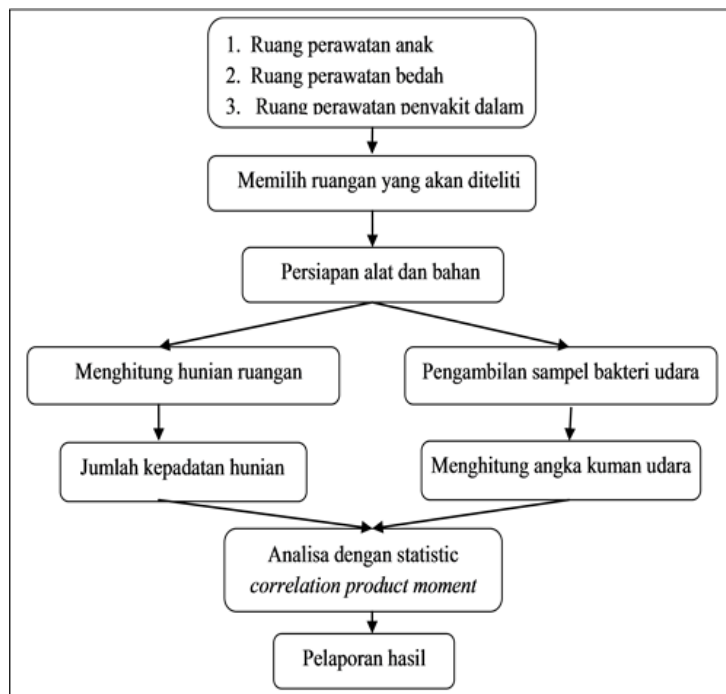 1. Ruang perawatan anak
2. Ruang perawatan bedah
3. Ruang perawatan penyakit dalam
Memilih ruangan yang akan diteliti
Persiapan alat dan bahan
Menghitung hunian ruangan
Pengambilan sampel bakteri udara
Jumlah kepadatan hunian
Menghitung angka kuman udara
Analisa dengan statistic
correlation product moment
Pelaporan hasil